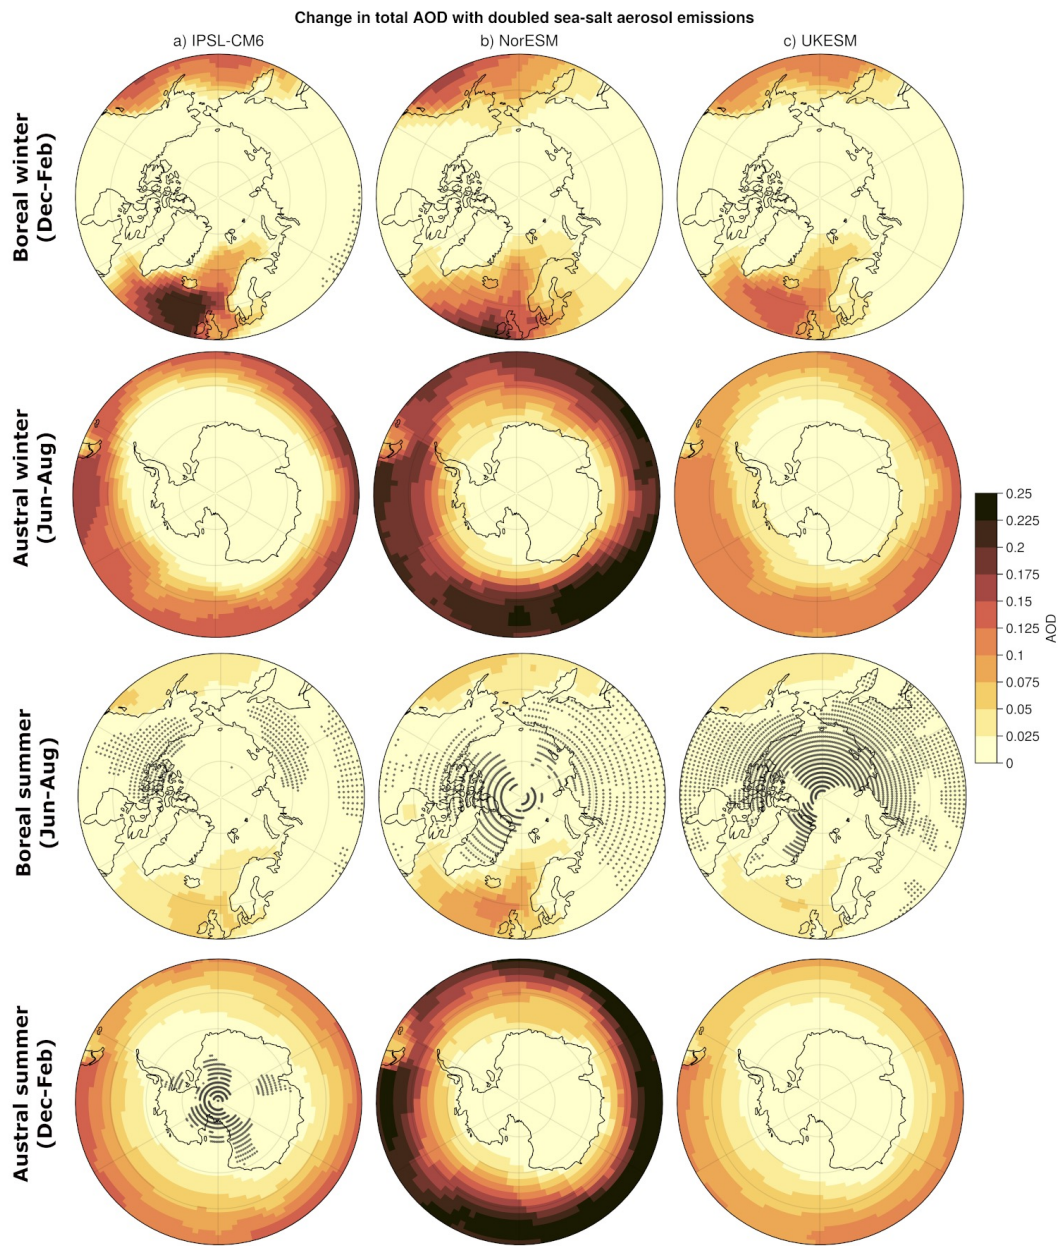 Change in total AOD with doubled sea-salt aerosol emissions
a) IPSL-CM6
b) NorESM
c) UKESM
Boreal winter
(Dec-Feb)
Austral winter
(Jun-Aug)
0.25
0.225
0.2
0.175
0.15
0.125
0.1
0.075
0.05
0.025
0
AOD
Boreal summer
(Jun-Aug)
Austral summer
(Dec-Feb)